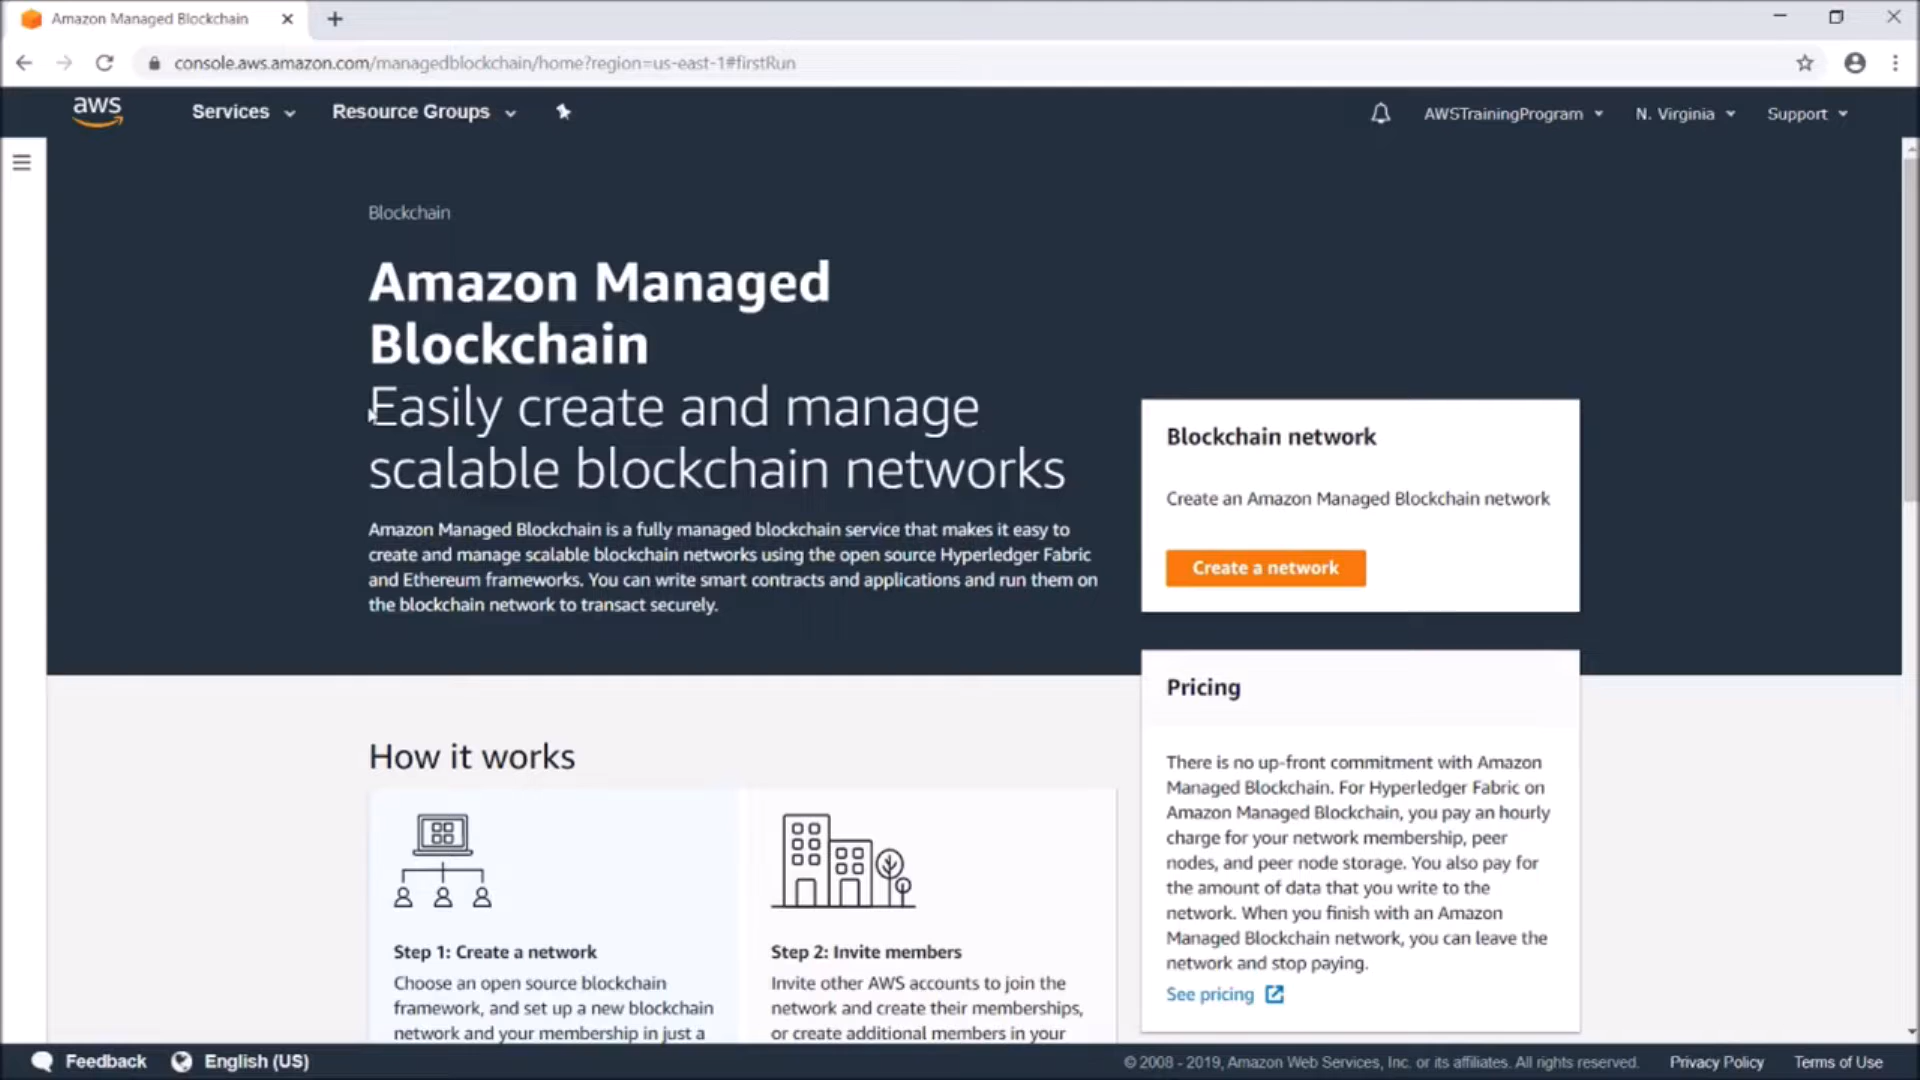 Amazon Managed Blockchain
console.aws.amazon.com/managedblockchain/home?region=us-east-1#firstRun
aws
Services
Resource Groups
AWSTrainingProgram
N. Virginia
Support
Blockchain
Amazon Managed
Blockchain
Easily create and manage
scalable blockchain networks
Amazon Managed Blockchain is a fully managed blockchain service that makes it easy to
create and manage scalable blockchain networks using the open source Hyperledger Fabric
and Ethereum frameworks. You can write smart contracts and applications and run them on
the blockchain network to transact securely.
Blockchain network
Create an Amazon Managed Blockchain network
Create a network
Pricing
There is no up-front commitment with Amazon
Managed Blockchain. For Hyperledger Fabric on
Amazon Managed Blockchain, you pay an hourly
charge for your network membership, peer
nodes, and peer node storage. You also pay for
the amount of data that you write to the
network. When you finish with an Amazon
Managed Blockchain network, you can leave the
network and stop paying.
See pricing
How it works
Step 1: Create a network
Choose an open source blockchain
framework, and set up a new blockchain
network and your membership in just a
Step 2: Invite members
Invite other AWS accounts to join the
network and create their memberships,
or create additional members in your
Feedback
English (US)
© 2008 - 2019, Amazon Web Services, Inc. or its affiliates. All rights reserved.
Privacy Policy
Terms of Use